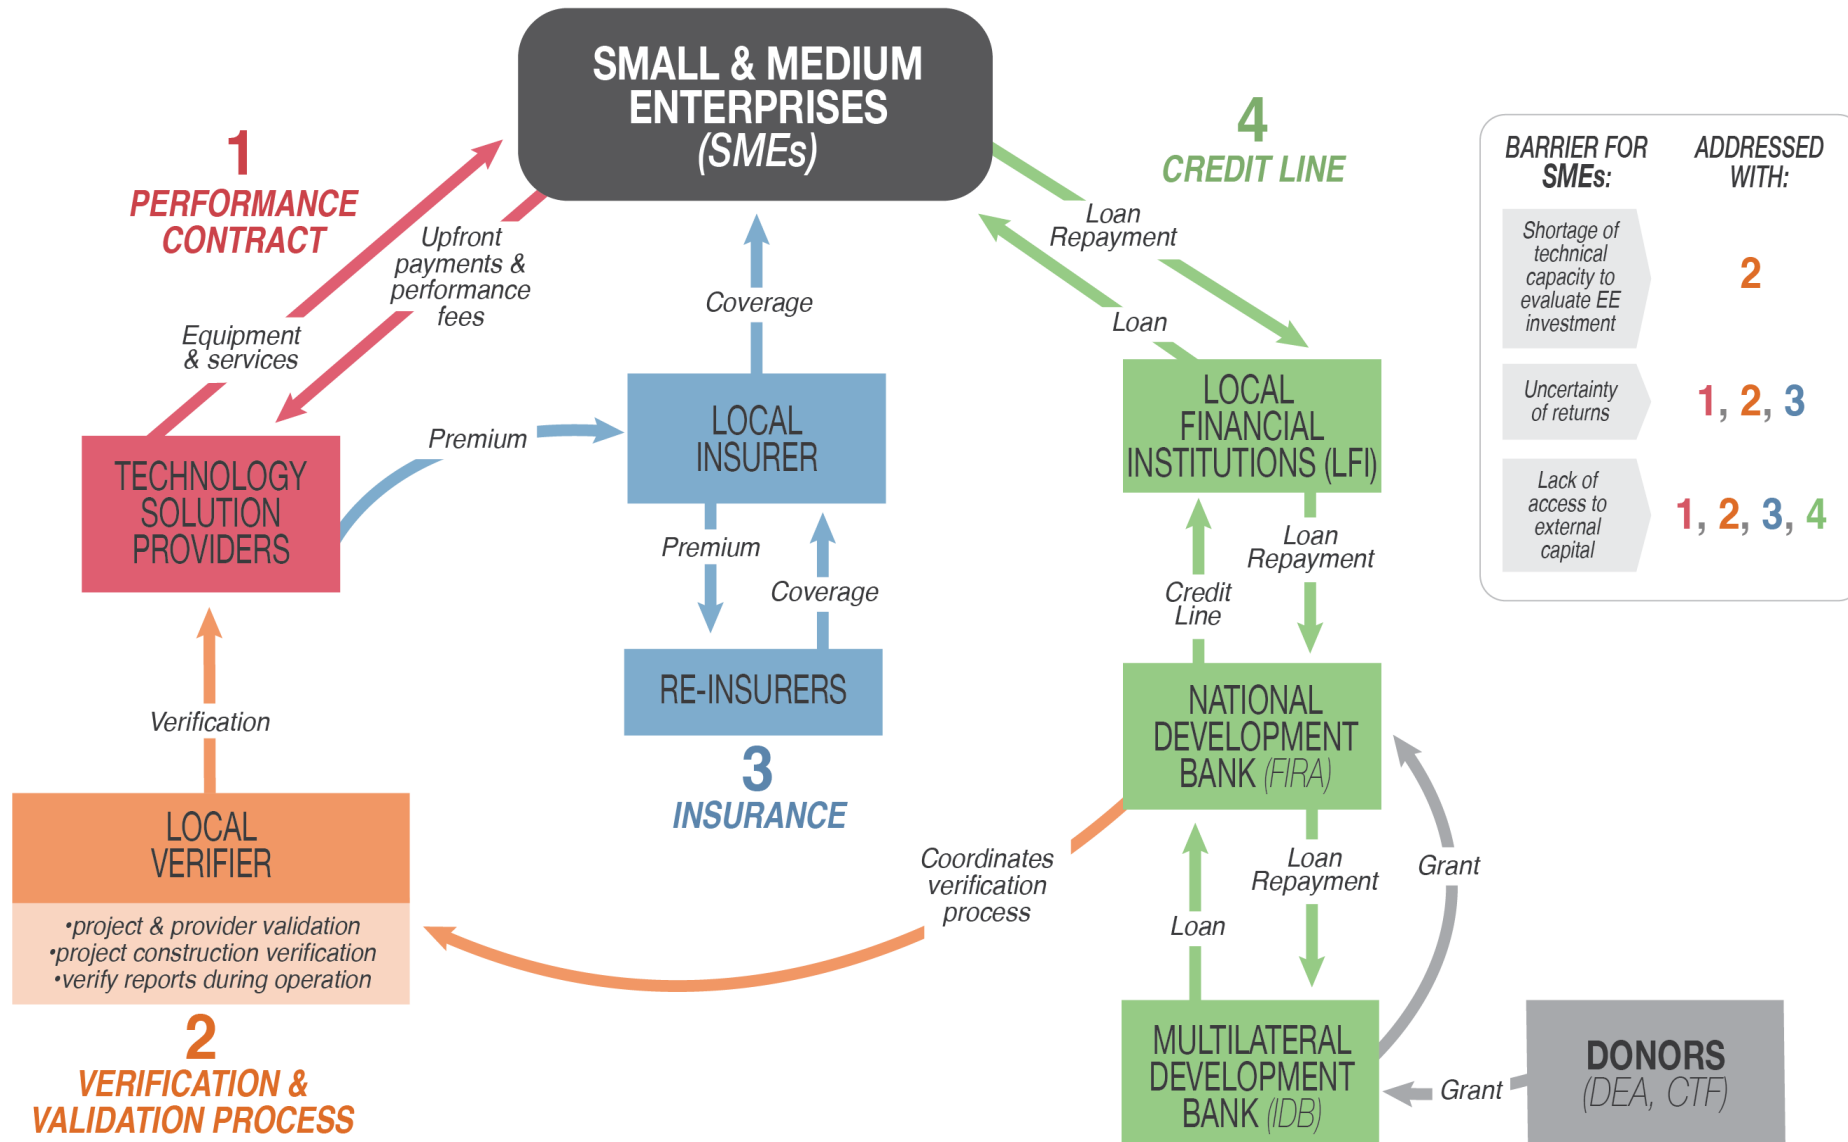 SMALL & MEDIUM
ENTERPRISES
(SMEs)
1
PERFORMANCE
CONTRACT
4
CREDIT LINE
Equipment
& services
Upfront
payments &
performance
fees
Coverage
Loan
Repayment
Loan
TECHNOLOGY
SOLUTION
PROVIDERS
Premium
LOCAL
INSURER
LOCAL
FINANCIAL
INSTITUTIONS (LFI)
Premium
Coverage
Credit
Line
Loan
Repayment
RE-INSURERS
3
INSURANCE
Verification
LOCAL
VERIFIER
•project & provider validation
•project construction verification
•verify reports during operation
2
VERIFICATION &
VALIDATION PROCESS
NATIONAL
DEVELOPMENT
BANK (FIRA)
Coordinates
verification
process
Loan
Loan
Repayment
Grant
MULTILATERAL
DEVELOPMENT
BANK (IDB)
Grant
DONORS
(DEA, CTF)
BARRIER FOR
SMEs:
ADDRESSED
WITH:
Shortage of
technical
capacity to
evaluate EE
investment
2
Uncertainty
of returns
1, 2, 3
Lack of
access to
external
capital
1, 2, 3, 4